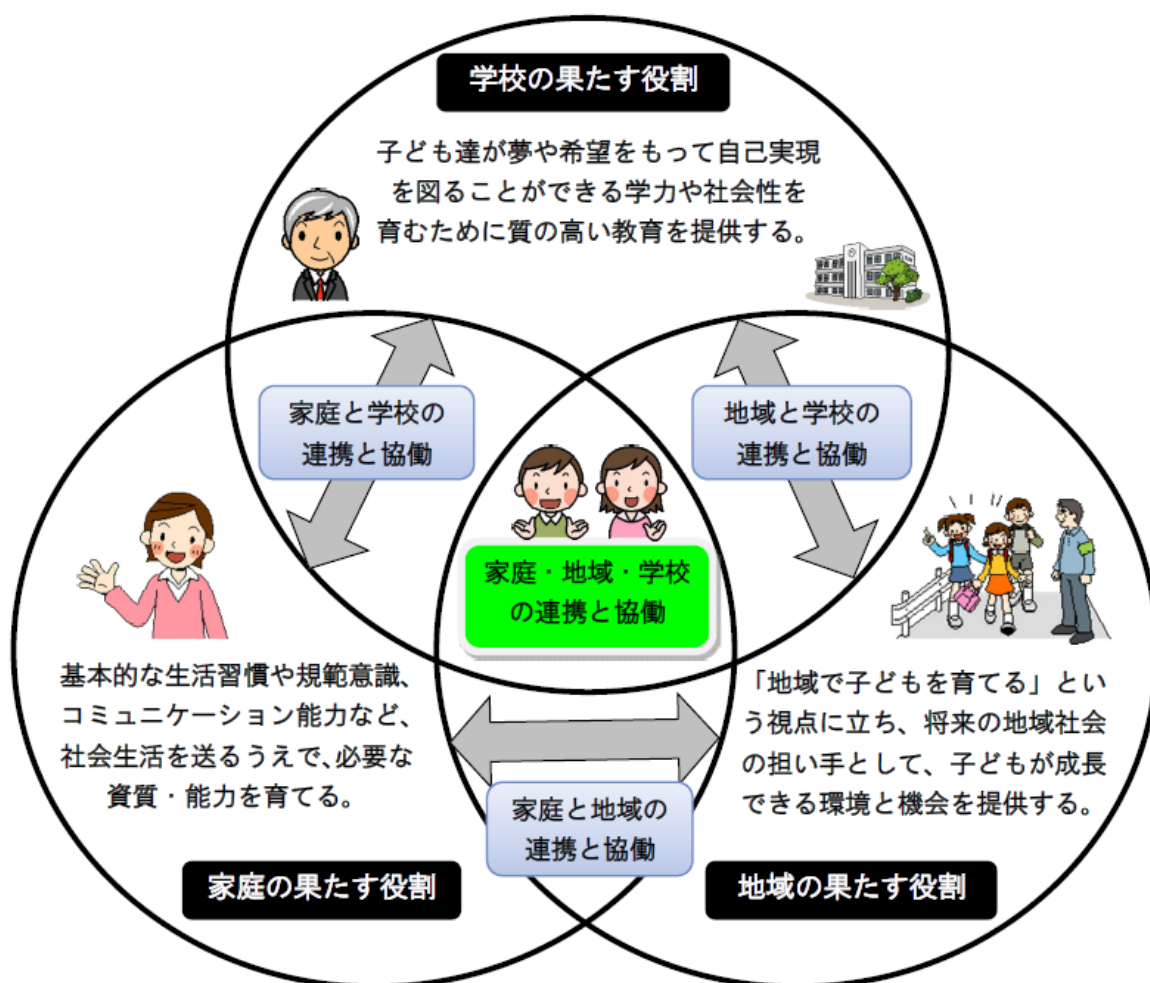 学校の果たす役割
子ども達が夢や希望をもって自己実現
を図ることができる学力や社会性を
育むために質の高い教育を提供する。
家庭と学校の
連携と協働
地域と学校の
連携と協働
家庭・地域・学校
の連携と協働
基本的な生活習慣や規範意識、
コミュニケーション能力など、
社会生活を送るうえで、必要な
資質・能力を育てる。
「地域で子どもを育てる」とい
う視点に立ち、将来の地域社会
の担い手として、子どもが成長
できる環境と機会を提供する。
家庭と地域の
連携と協働
家庭の果たす役割
地域の果たす役割